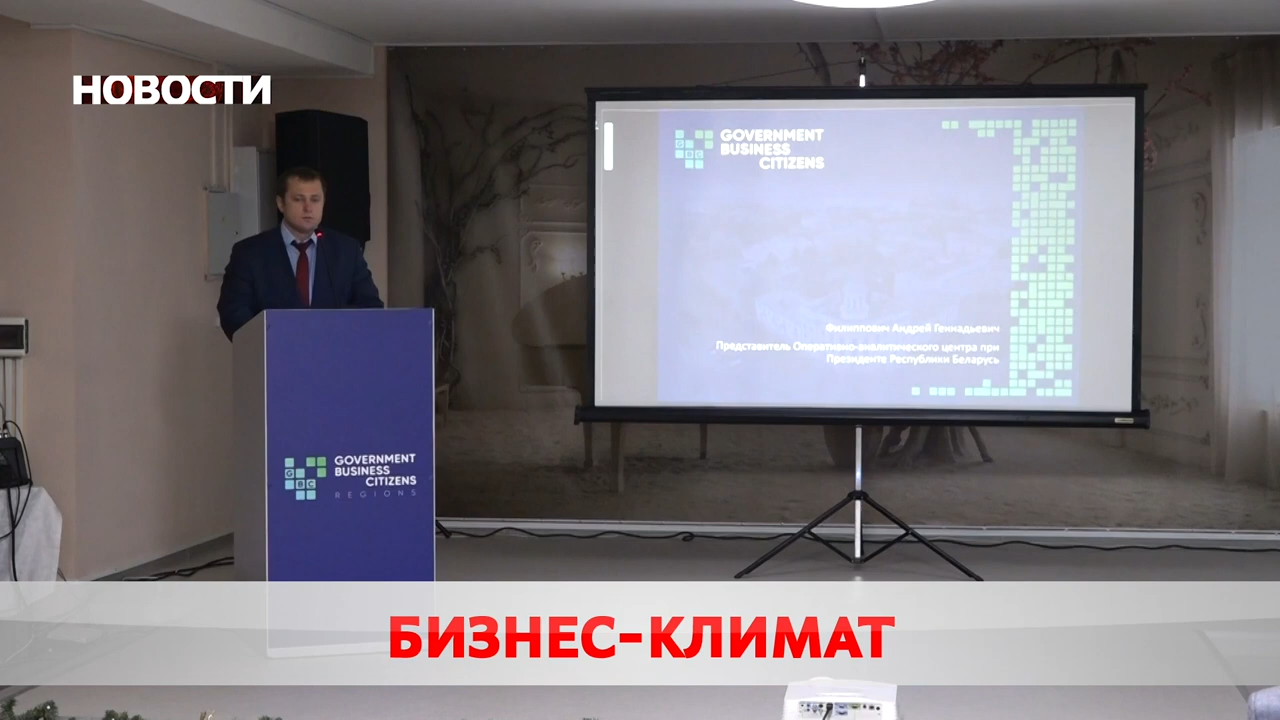 НОВОСТИ
GOVERNMENT
BUSINESS
CITIZENS
G
B C
Филиппович Андрей Геннадьевич
Представитель Оперативно-аналитического центра при
Президенте Республики Беларусь
GOVERNMENT
BUSINESS
CITIZENS
REGIONS
G
B C
БИЗНЕС-КЛИМАТ